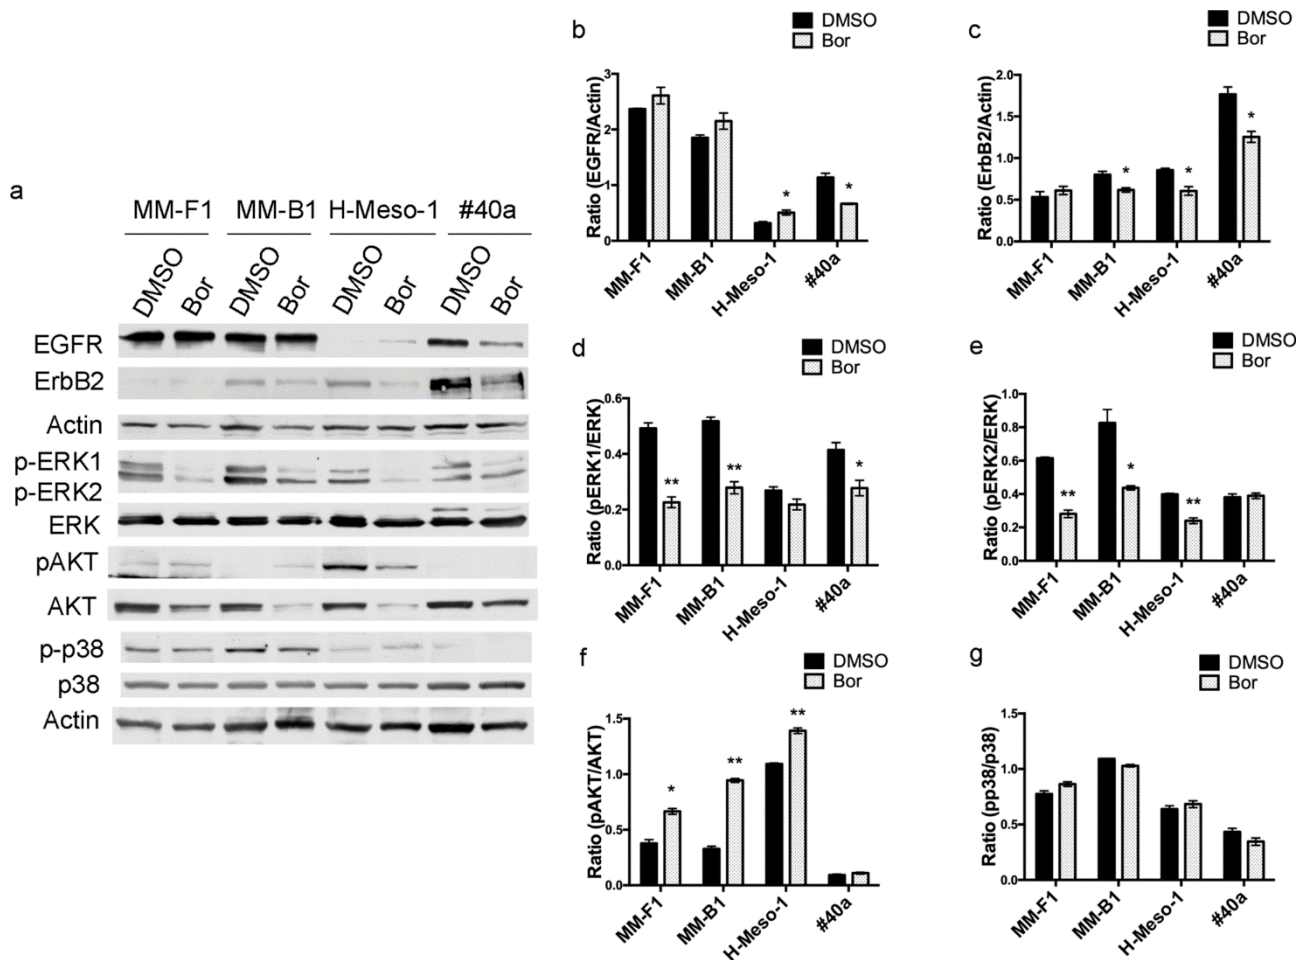 a
MM-F1 MM-B1 H-Meso-1 #40a
DMSO Bor DMSO Bor DMSO Bor DMSO Bor
EGFR
ErbB2
Actin
p-ERK1
p-ERK2
ERK
pAKT
AKT
p-p38
p38
Actin
b
DMSO
Bor
Ratio (EGFR/Actin)
3
2
1
0
*
*
MM-F1 MM-B1 H-Meso-1 #40a
c
DMSO
Bor
Ratio (ErbB2/Actin)
2.0
1.5
1.0
0.5
0.0
*
*
*
MM-F1 MM-B1 H-Meso-1 #40a
d
DMSO
Bor
Ratio (pERK1/ERK)
0.6
0.4
0.2
0.0
**
**
*
MM-F1 MM-B1 H-Meso-1 #40a
e
DMSO
Bor
Ratio (pERK2/ERK)
1.0
0.8
0.6
0.4
0.2
0.0
**
*
**
MM-F1 MM-B1 H-Meso-1 #40a
f
DMSO
Bor
Ratio (pAKT/AKT)
1.5
1.0
0.5
0.0
*
**
**
MM-F1 MM-B1 H-Meso-1 #40a
g
DMSO
Bor
Ratio (pp38/p38)
1.5
1.0
0.5
0.0
MM-F1 MM-B1 H-Meso-1 #40a